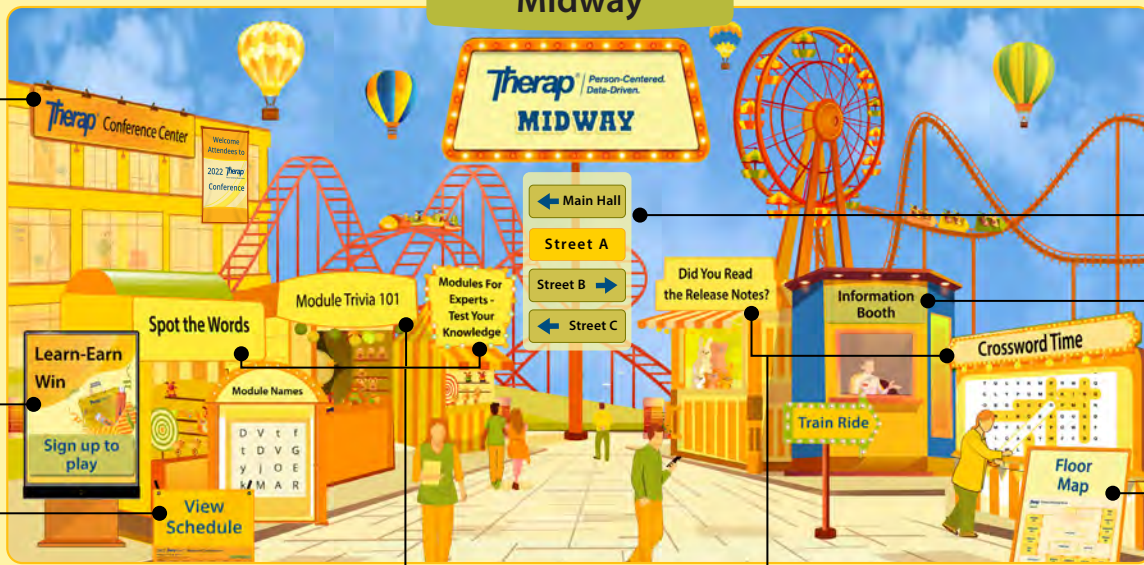 Midway
Therap® Person-Centered.
Data-Driven.
MIDWAY
Therap® Conference Center
Welcome
Attendees to
2022 Therap
Conference
Main Hall
Street A
Street B
Street C
Did You Read
the Release Notes?
Information
Booth
Crossword Time
Module Trivia 101
Modules For
Experts -
Test Your
Knowledge
Spot the Words
Learn-Earn
Win
Sign up to
play
Module Names
D V t f
t D V G
y j O E
k M A R
View
Schedule
Train Ride
Floor
Map